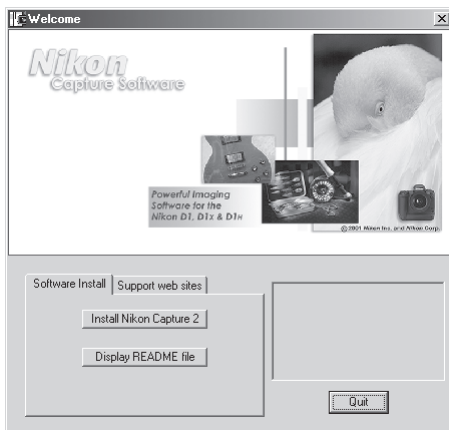 Welcome
Nikon
Capture Software
Powerful Imaging
Software for the
Nikon D1, D1x & D1H
© 2001 Nikon Inc. and Nikon Corp.
Software Install
Support web sites
Install Nikon Capture 2
Display README file
Quit